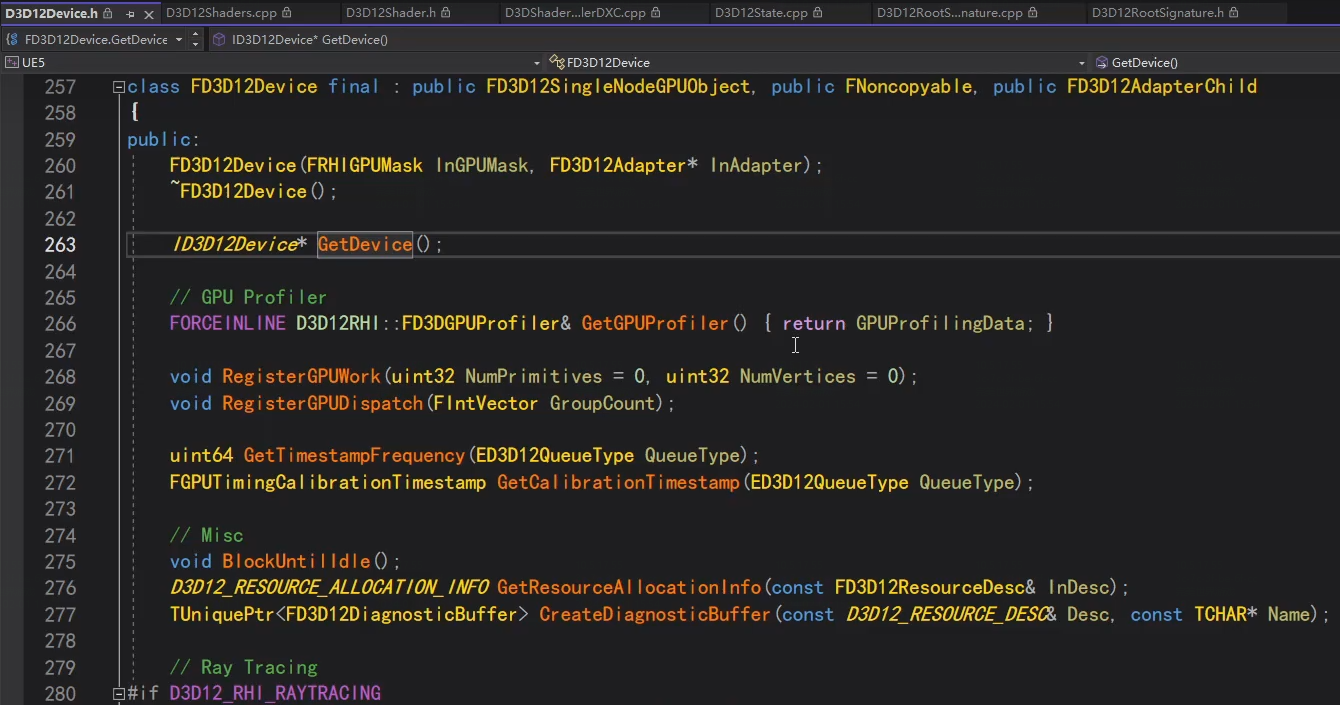 D3D12Device.h D3D12Shaders.cpp D3D12Shader.h D3DShader...lerDXC.cpp D3D12State.cpp D3D12RootS...nature.cpp D3D12RootSignature.h
FD3D12Device.GetDevice ID3D12Device* GetDevice()
UE5 FD3D12Device GetDevice()
257 class FD3D12Device final : public FD3D12SingleNodeGPUObject, public FNoncopyable, public FD3D12AdapterChild
258 {
259 public:
260 FD3D12Device(FRHIGPUMask InGPUMask, FD3D12Adapter* InAdapter);
261 ~FD3D12Device();
262
263 ID3D12Device* GetDevice();
264
265 // GPU Profiler
266 FORCEINLINE D3D12RHI::FD3DGPUProfiler& GetGPUProfiler() { return GPUProfilingData; }
267
268 void RegisterGPUWork(uint32 NumPrimitives = 0, uint32 NumVertices = 0);
269 void RegisterGPUDispatch(FIntVector GroupCount);
270
271 uint64 GetTimestampFrequency(ED3D12QueueType QueueType);
272 FGPUTimingCalibrationTimestamp GetCalibrationTimestamp(ED3D12QueueType QueueType);
273
274 // Misc
275 void BlockUntilIdle();
276 D3D12_RESOURCE_ALLOCATION_INFO GetResourceAllocationInfo(const FD3D12ResourceDesc& InDesc);
277 TUniquePtr<FD3D12DiagnosticBuffer> CreateDiagnosticBuffer(const D3D12_RESOURCE_DESC& Desc, const TCHAR* Name);
278
279 // Ray Tracing
280 #if D3D12_RHI_RAYTRACING